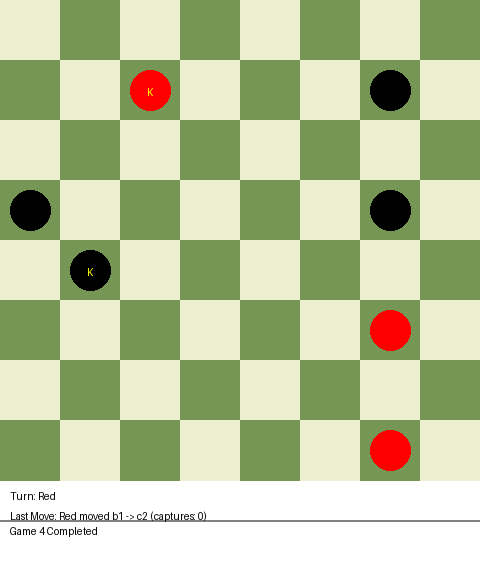 K
K
Turn: Red
Last Move: Red moved b1 -> c2 (captures: 0)
Game 4 Completed